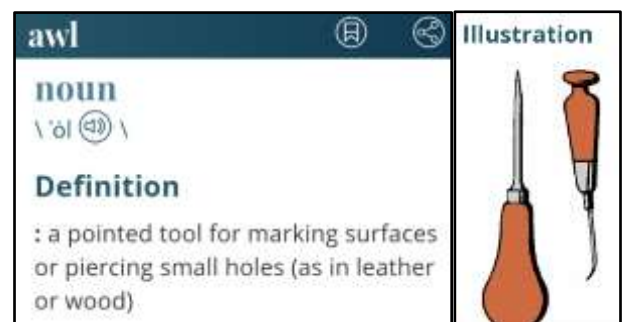 awl
Illustration
noun
\ ˈȯl \
Definition
: a pointed tool for marking surfaces
or piercing small holes (as in leather
or wood)